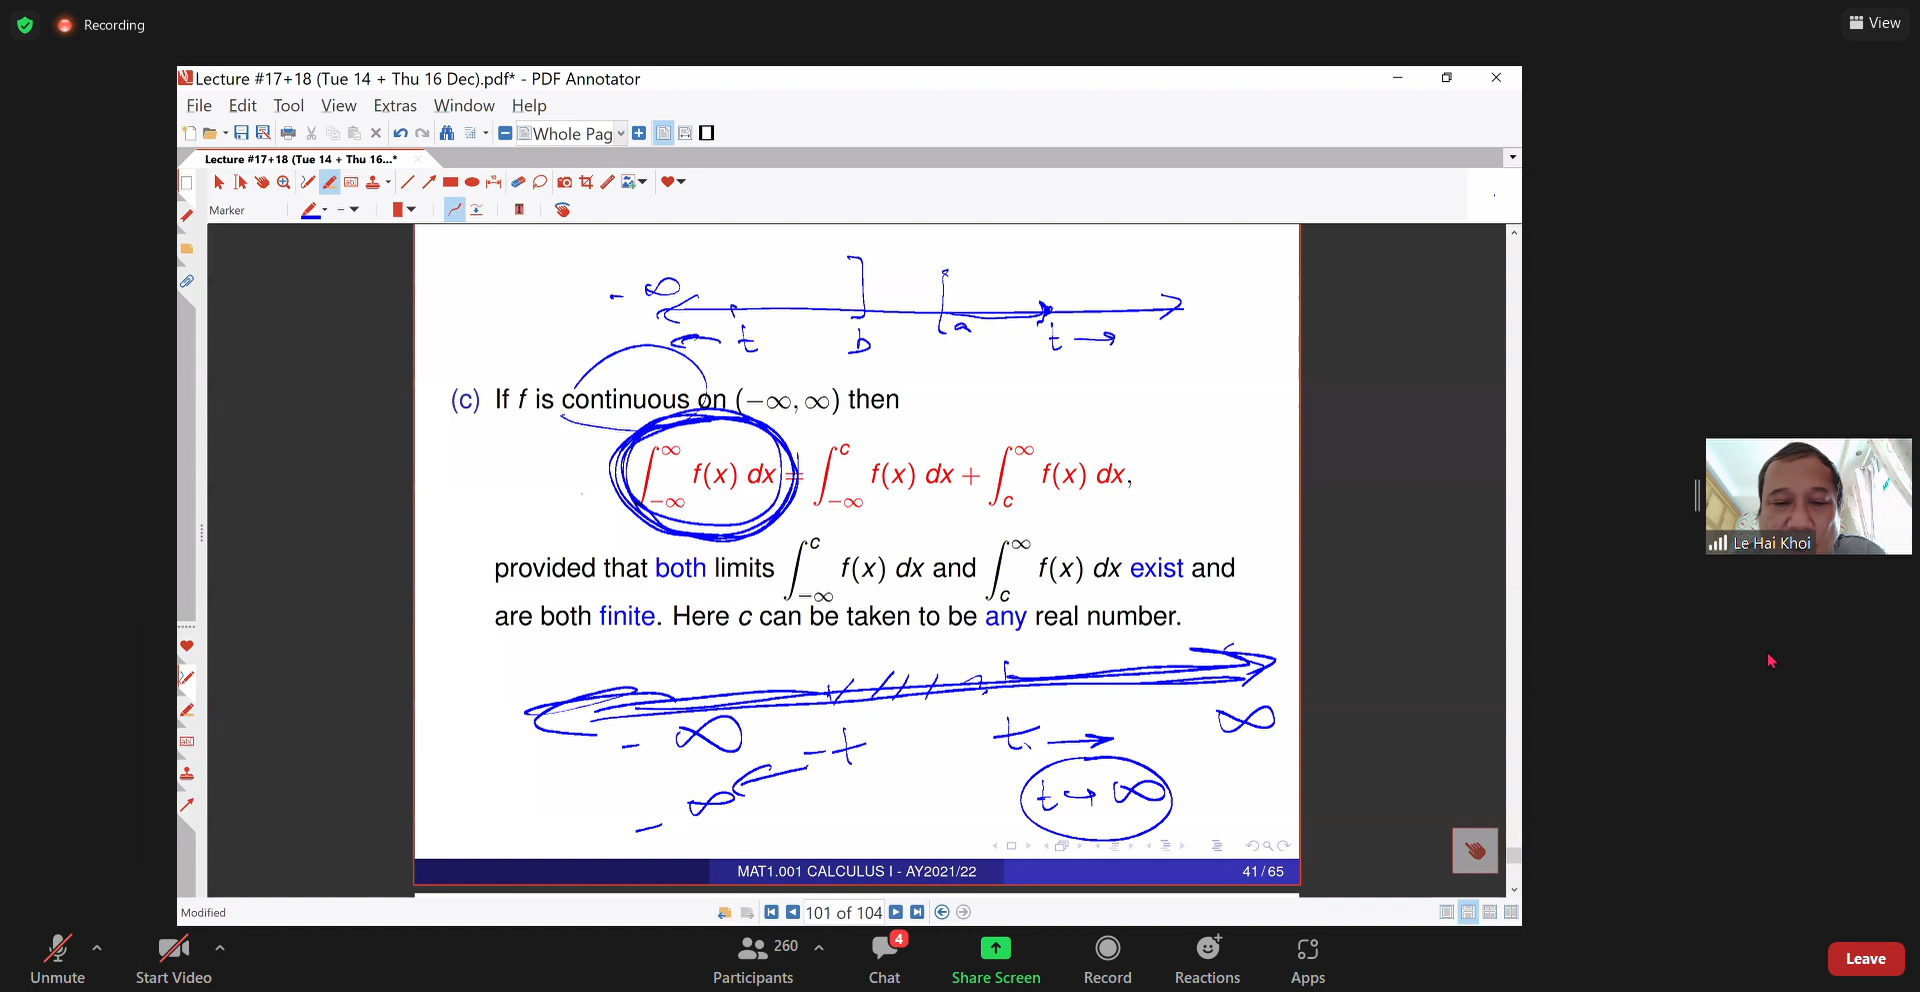 Recording
View
Lecture #17+18 (Tue 14 + Thu 16 Dec).pdf* - PDF Annotator
File Edit Tool View Extras Window Help
Whole Pag
Lecture #17+18 (Tue 14 + Thu 16...*
Marker
- ∞
t b a t →
(c) If f is continuous on (−∞, ∞) then
∫_{−∞}^{∞} f(x) dx = ∫_{−∞}^{c} f(x) dx + ∫_{c}^{∞} f(x) dx,
provided that both limits ∫_{−∞}^{c} f(x) dx and ∫_{c}^{∞} f(x) dx exist and
are both finite. Here c can be taken to be any real number.
- ∞ -t t → ∞
- ∞ t → ∞
MAT1.001 CALCULUS I - AY2021/22 41/65
Le Hai Khoi
Modified
101 of 104
Unmute
Start Video
260
Participants
4
Chat
Share Screen
Record
Reactions
Apps
Leave